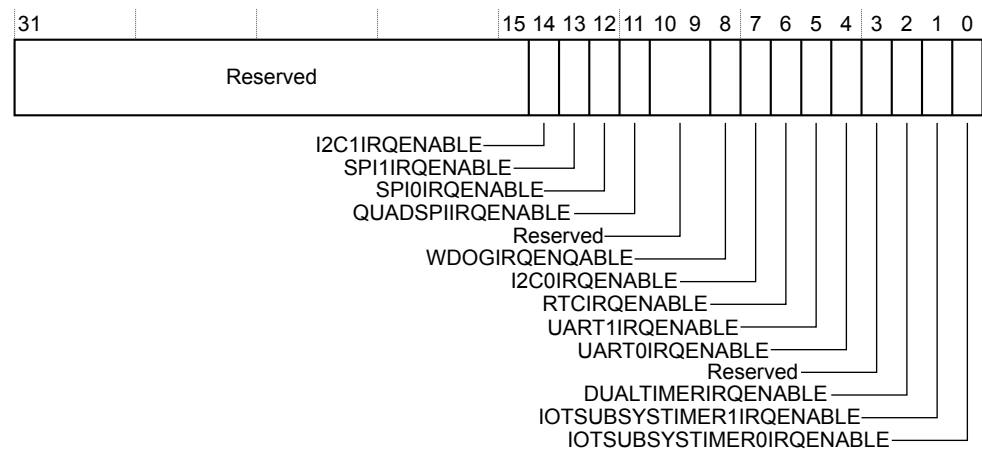 31 15 14 13 12 11 10 9 8 7 6 5 4 3 2 1 0
Reserved
I2C1IRQENABLE
SPI1IRQENABLE
SPI0IRQENABLE
QUADSPIIRQENABLE
Reserved
WDOGIRQENQABLE
I2C0IRQENABLE
RTCIRQENABLE
UART1IRQENABLE
UART0IRQENABLE
Reserved
DUALTIMERIRQENABLE
IOTSUBSYSTIMER1IRQENABLE
IOTSUBSYSTIMER0IRQENABLE